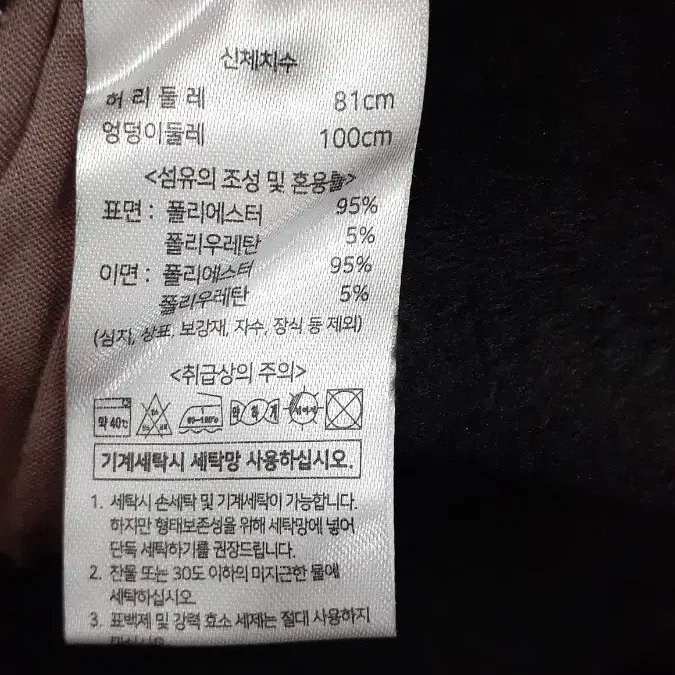 신체치수
허리둘레 81cm
엉덩이둘레 100cm
<섬유의 조성 및 혼용률>
표면 : 폴리에스터 95%
폴리우레탄 5%
이면 : 폴리에스터 95%
폴리우레탄 5%
(심지, 상표, 보강재, 자수, 장식 등 제외)
<취급상의 주의>
약 40℃
기계세탁시 세탁망 사용하십시오.
1. 세탁시 손세탁 및 기계세탁이 가능합니다.
하지만 형태보존성을 위해 세탁망에 넣어
단독 세탁하기를 권장드립니다.
2. 찬물 또는 30도 이하의 미지근한 물에
세탁하십시오
3. 표백제 및 강력 효소 세제는 절대 사용하지